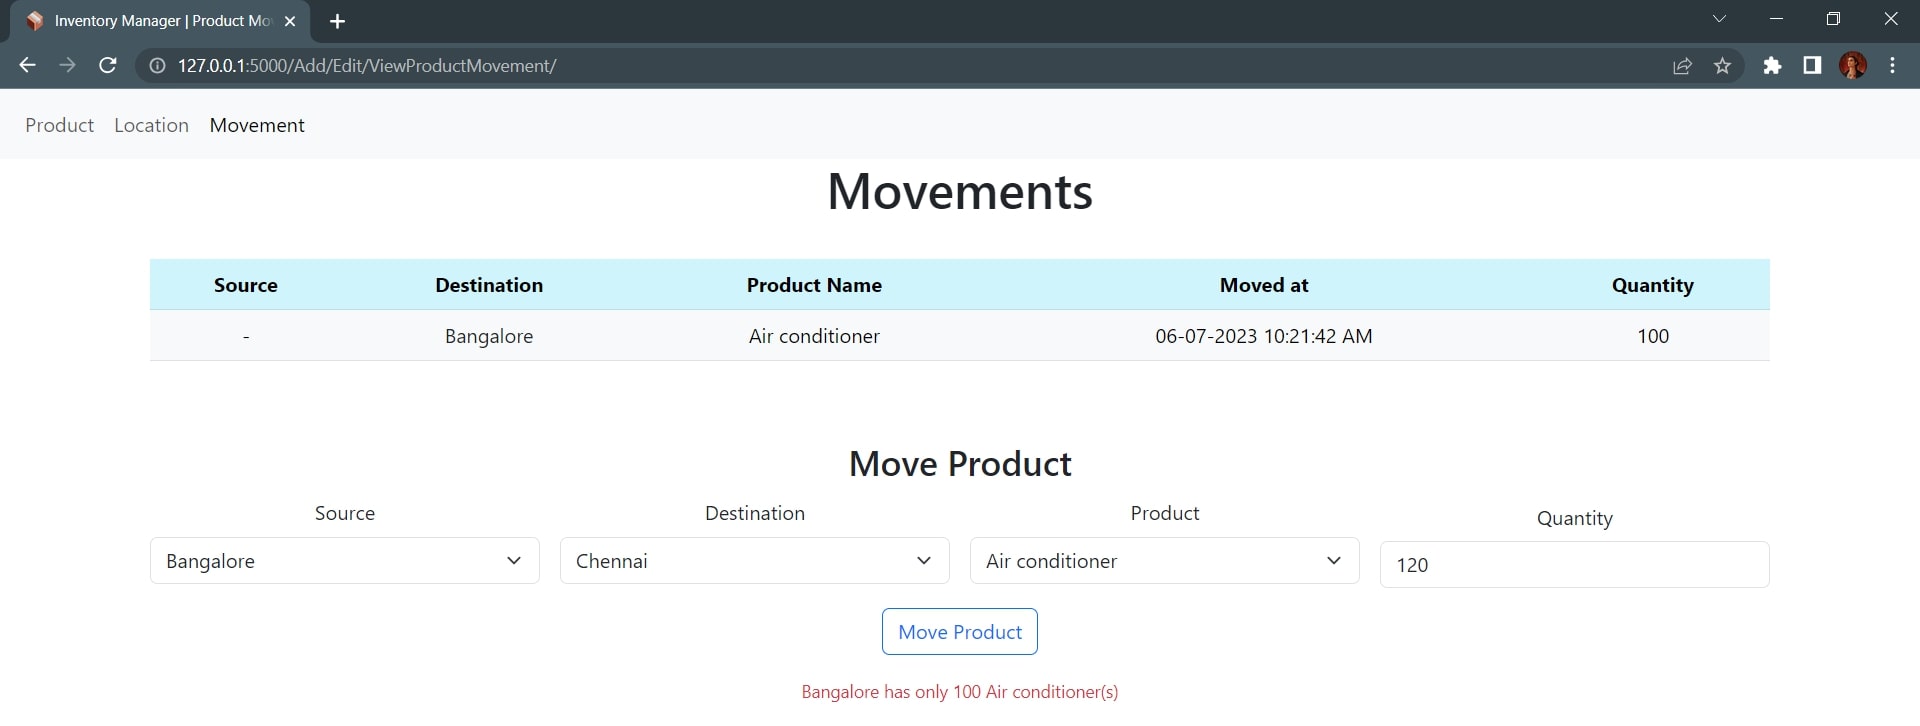 Inventory Manager | Product Mo
127.0.0.1:5000/Add/Edit/ViewProductMovement/
Product Location Movement
Movements
Source Destination Product Name Moved at Quantity
- Bangalore Air conditioner 06-07-2023 10:21:42 AM 100
Move Product
Source Destination Product Quantity
Bangalore Chennai Air conditioner 120
Move Product
Bangalore has only 100 Air conditioner(s)